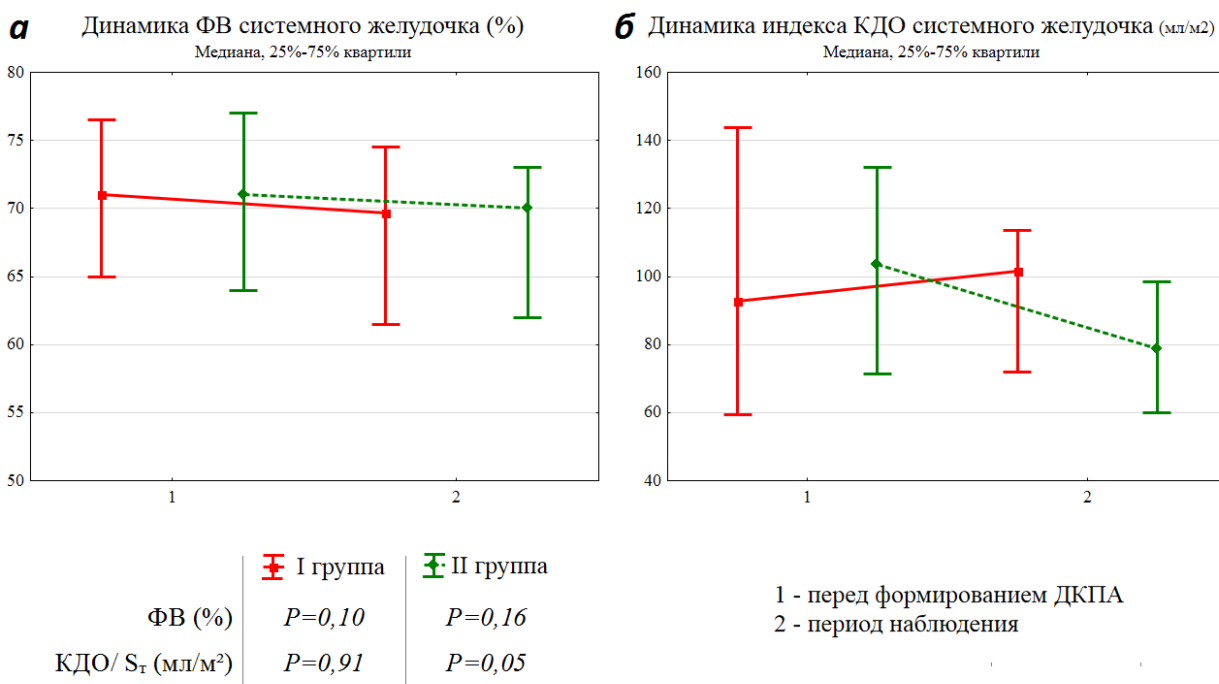 а Динамика ФВ системного желудочка (%)
Медиана, 25%-75% квартили
80
75
70
65
60
55
50
1 2
б Динамика индекса КДО системного желудочка (мл/м2)
Медиана, 25%-75% квартили
160
140
120
100
80
60
40
1 2
I группа II группа
ФВ (%) P=0,10 P=0,16
КДО/ Sт (мл/м²) P=0,91 P=0,05
1 - перед формированием ДКПА
2 - период наблюдения